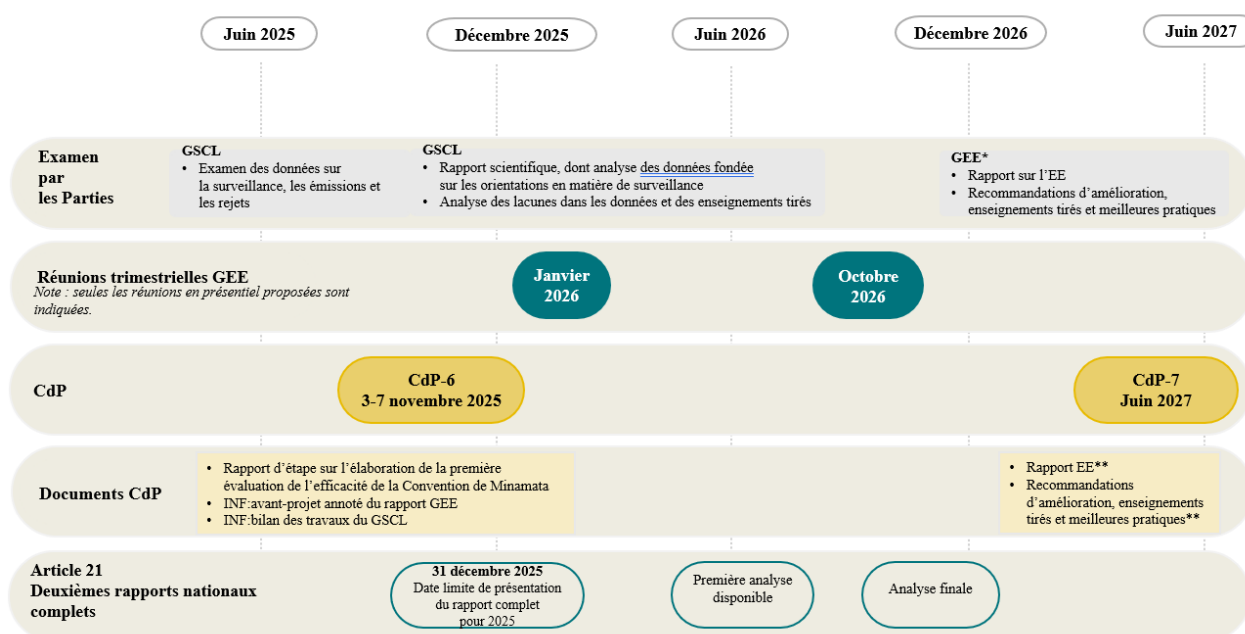 Juin 2025
Décembre 2025
Juin 2026
Décembre 2026
Juin 2027
Examen
par
les Parties
GSCL
• Examen des données sur
la surveillance, les émissions et
les rejets
GSCL
• Rapport scientifique, dont analyse des données fondée
sur les orientations en matière de surveillance
• Analyse des lacunes dans les données et des enseignements tirés
GEE*
• Rapport sur l’EE
• Recommandations d’amélioration,
enseignements tirés et meilleures pratiques
Réunions trimestrielles GEE
Note : seules les réunions en présentiel proposées sont
indiquées.
Janvier
2026
Octobre
2026
CdP
CdP-6
3-7 novembre 2025
CdP-7
Juin 2027
Documents CdP
• Rapport d’étape sur l’élaboration de la première
évaluation de l’efficacité de la Convention de Minamata
• INF:avant-projet annoté du rapport GEE
• INF:bilan des travaux du GSCL
• Rapport EE**
• Recommandations
d’amélioration, enseignements
tirés et meilleures pratiques**
Article 21
Deuxièmes rapports nationaux
complets
31 décembre 2025
Date limite de présentation
du rapport complet
pour 2025
Première analyse
disponible
Analyse finale